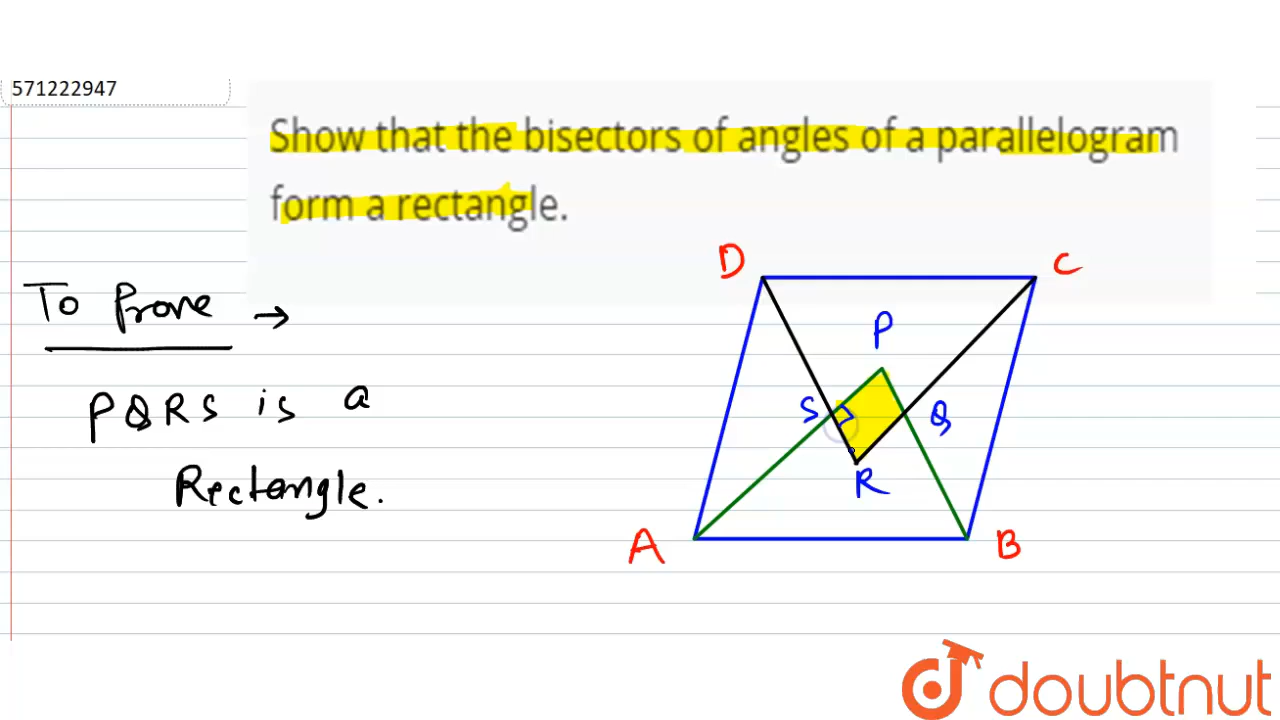 571222947
Show that the bisectors of angles of a parallelogram
form a rectangle.
To Prove →
PQRS is a
Rectangle.
D
C
P
S
Q
R
A
B
doubtnut